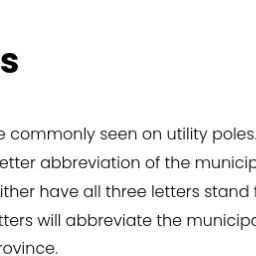 s
e commonly seen on utility poles.
etter abbreviation of the municip
ither have all three letters stand f
tters will abbreviate the municipa
rovince.